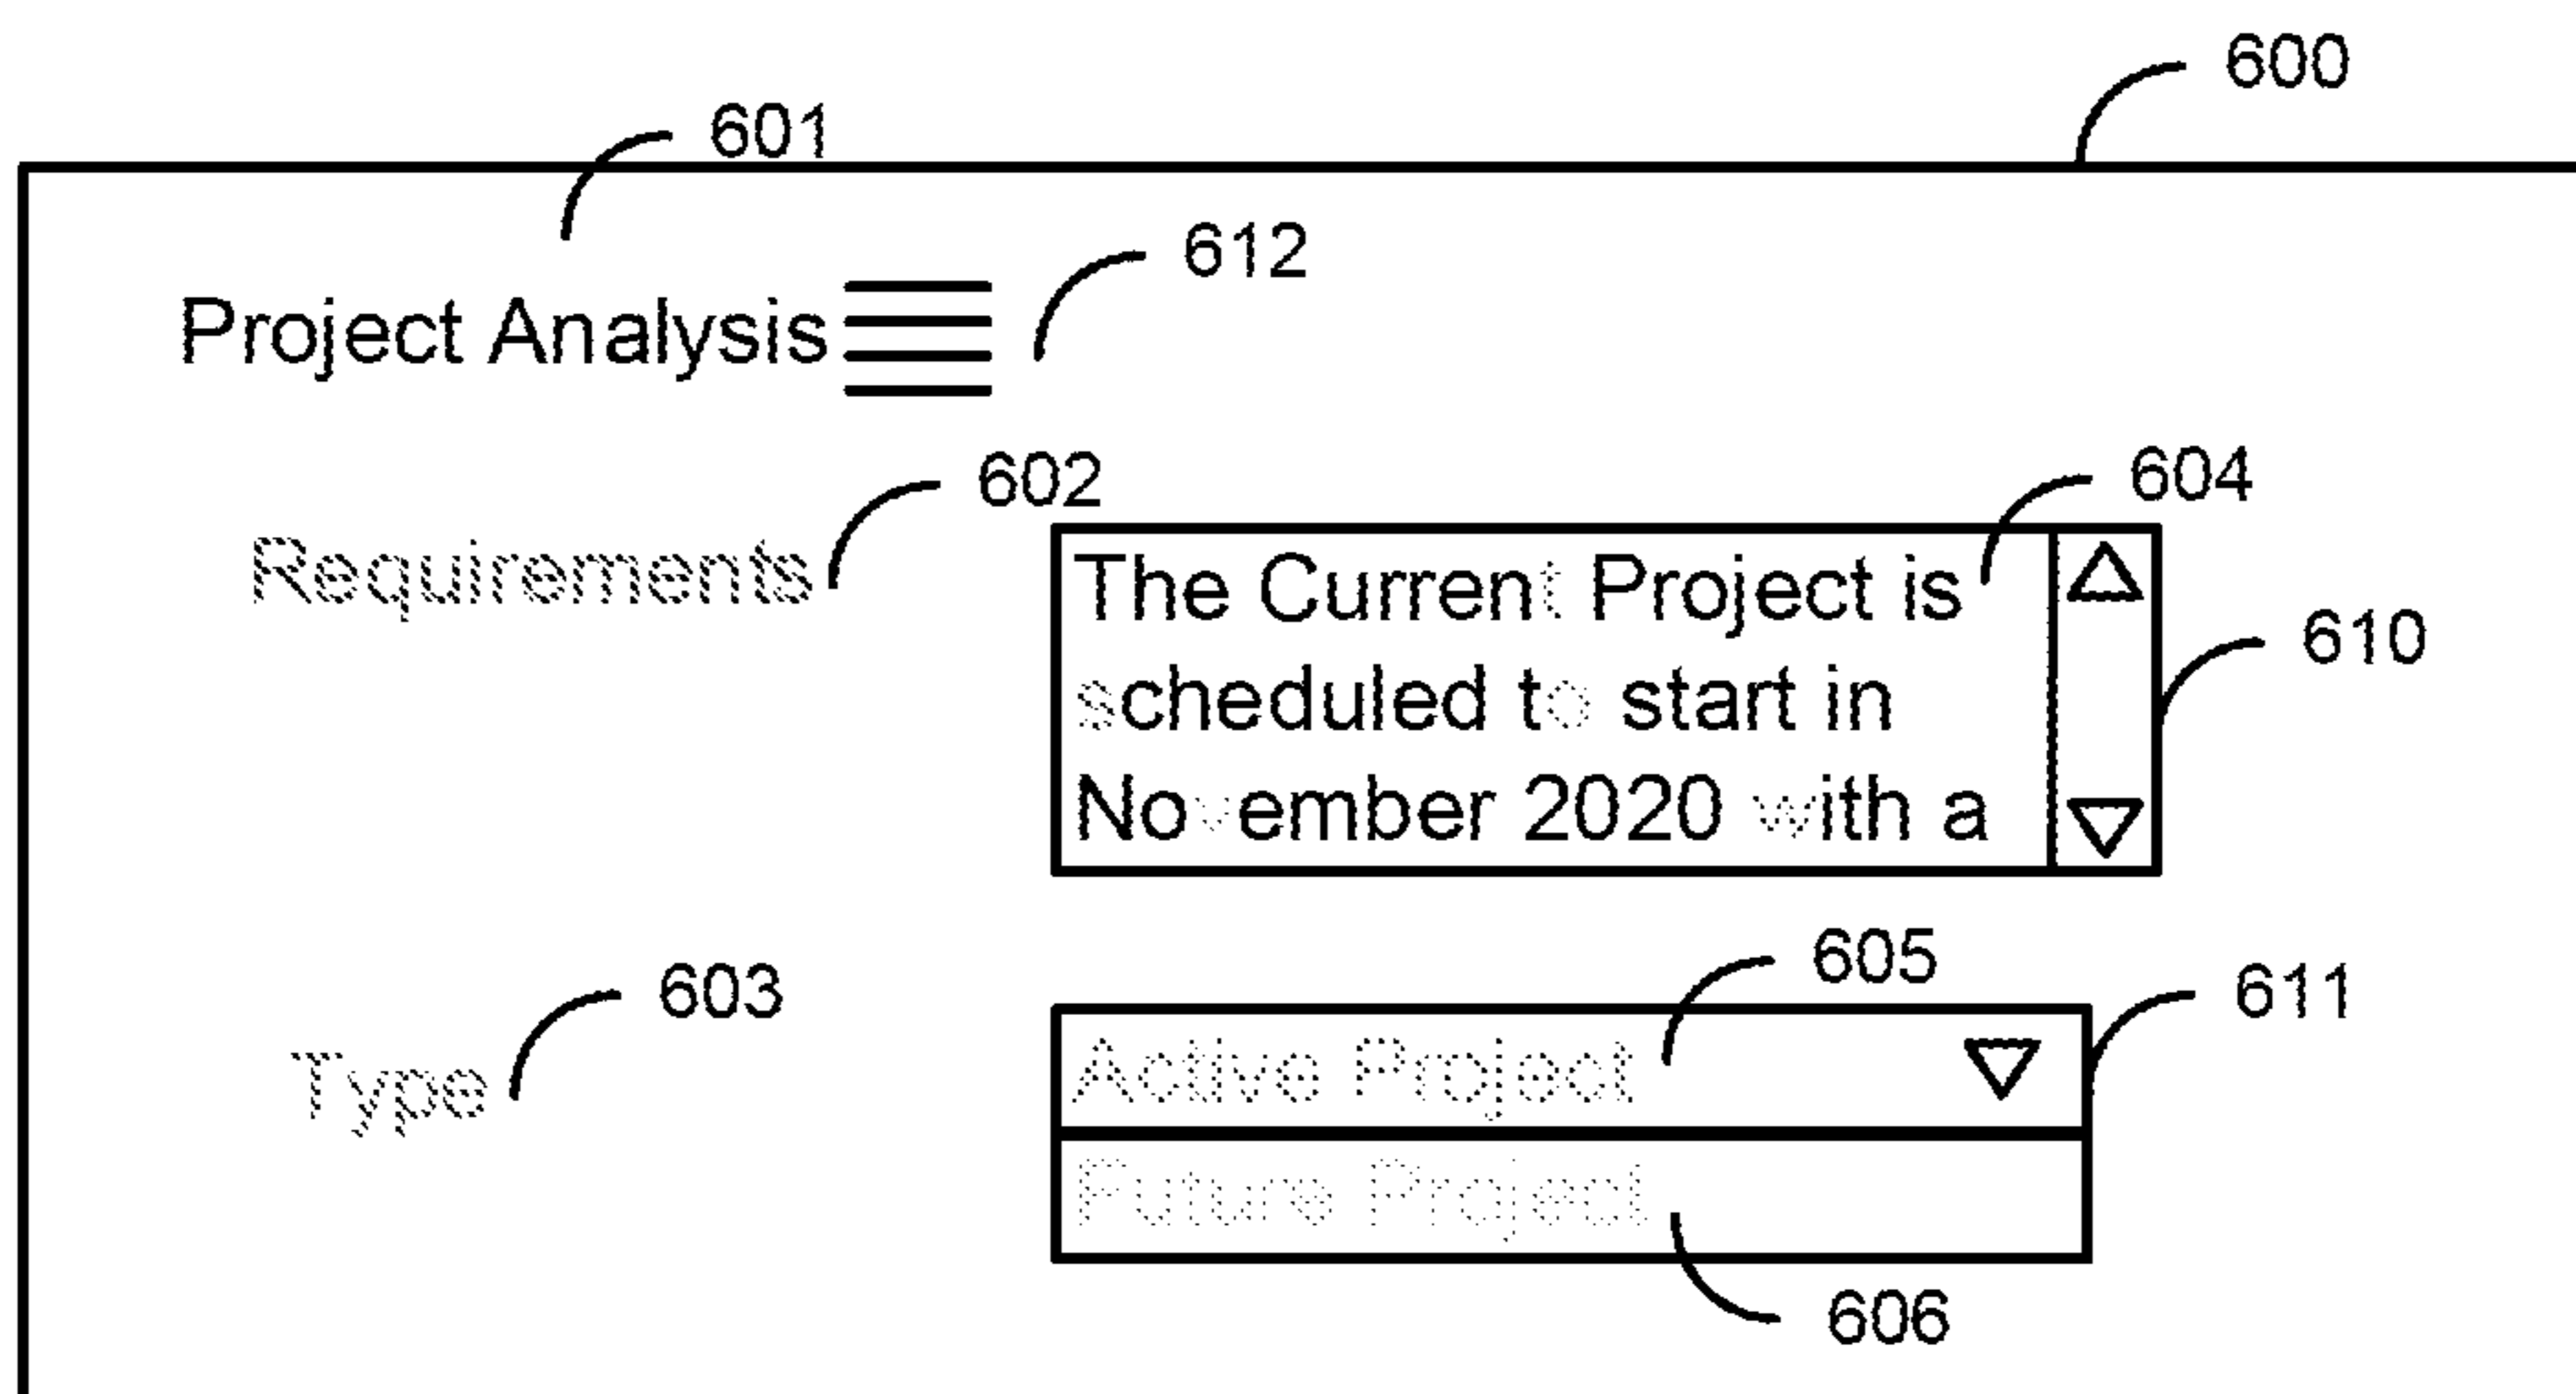 600
601
612
Project Analysis
602
604
Requirements
The Current Project is
scheduled to start in
November 2020 with a
610
605
603
611
Type
Active Project
Future Project
606